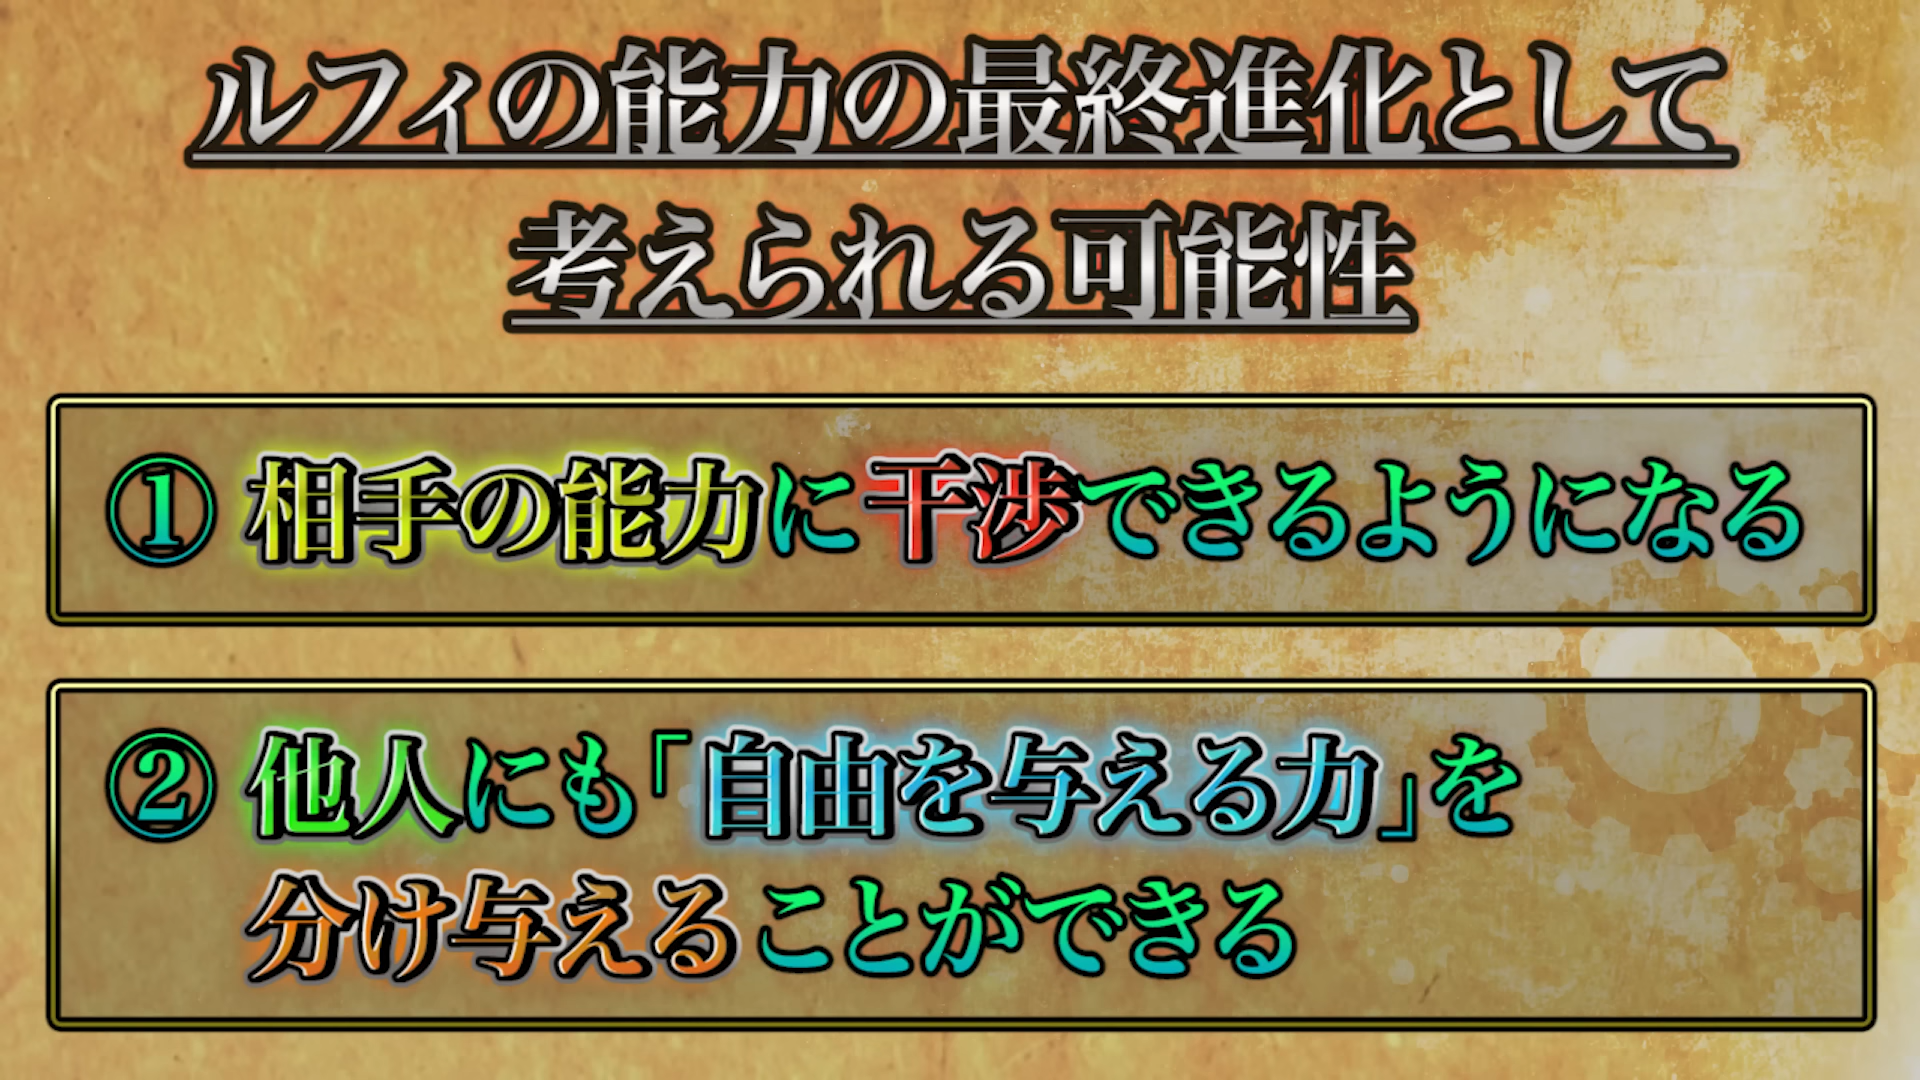 ルフィの能力の最終進化として
考えられる可能性
① 相手の能力に干渉できるようになる
② 他人にも「自由を与える力」を
分け与えることができる